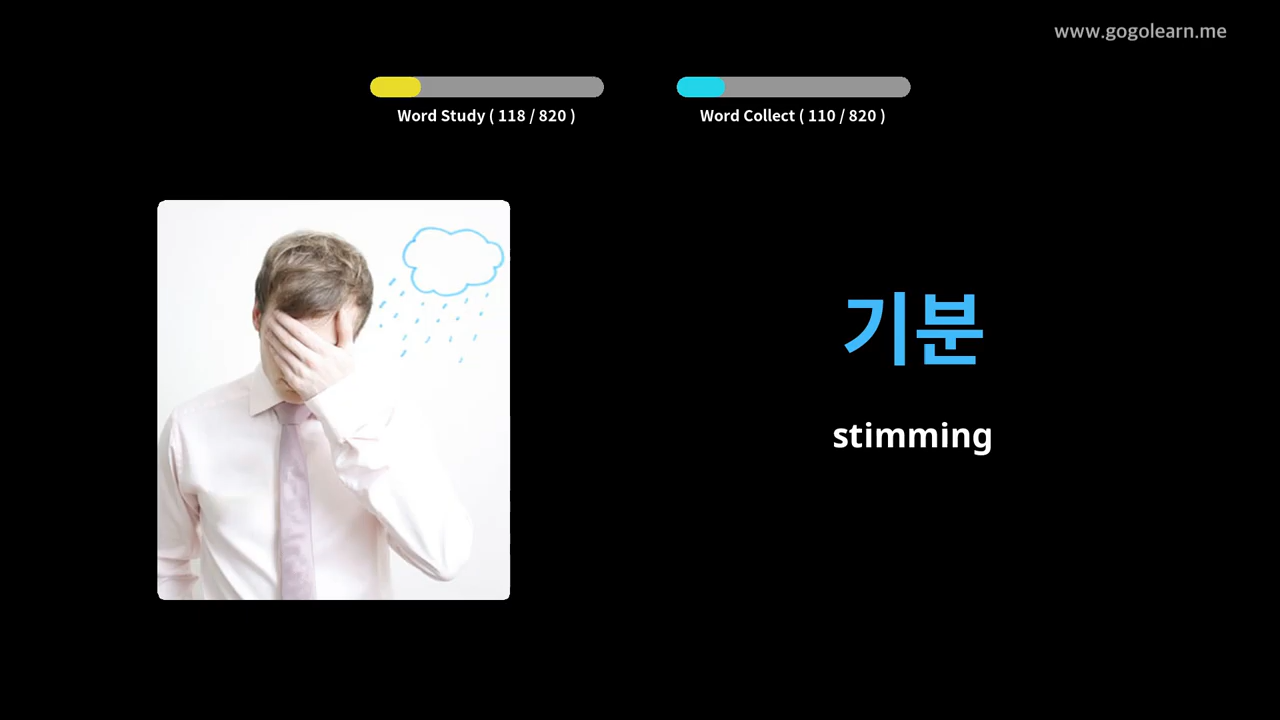 www.gogolearn.me
Word Study ( 118 / 820 )
Word Collect ( 110 / 820 )
기분
stimming